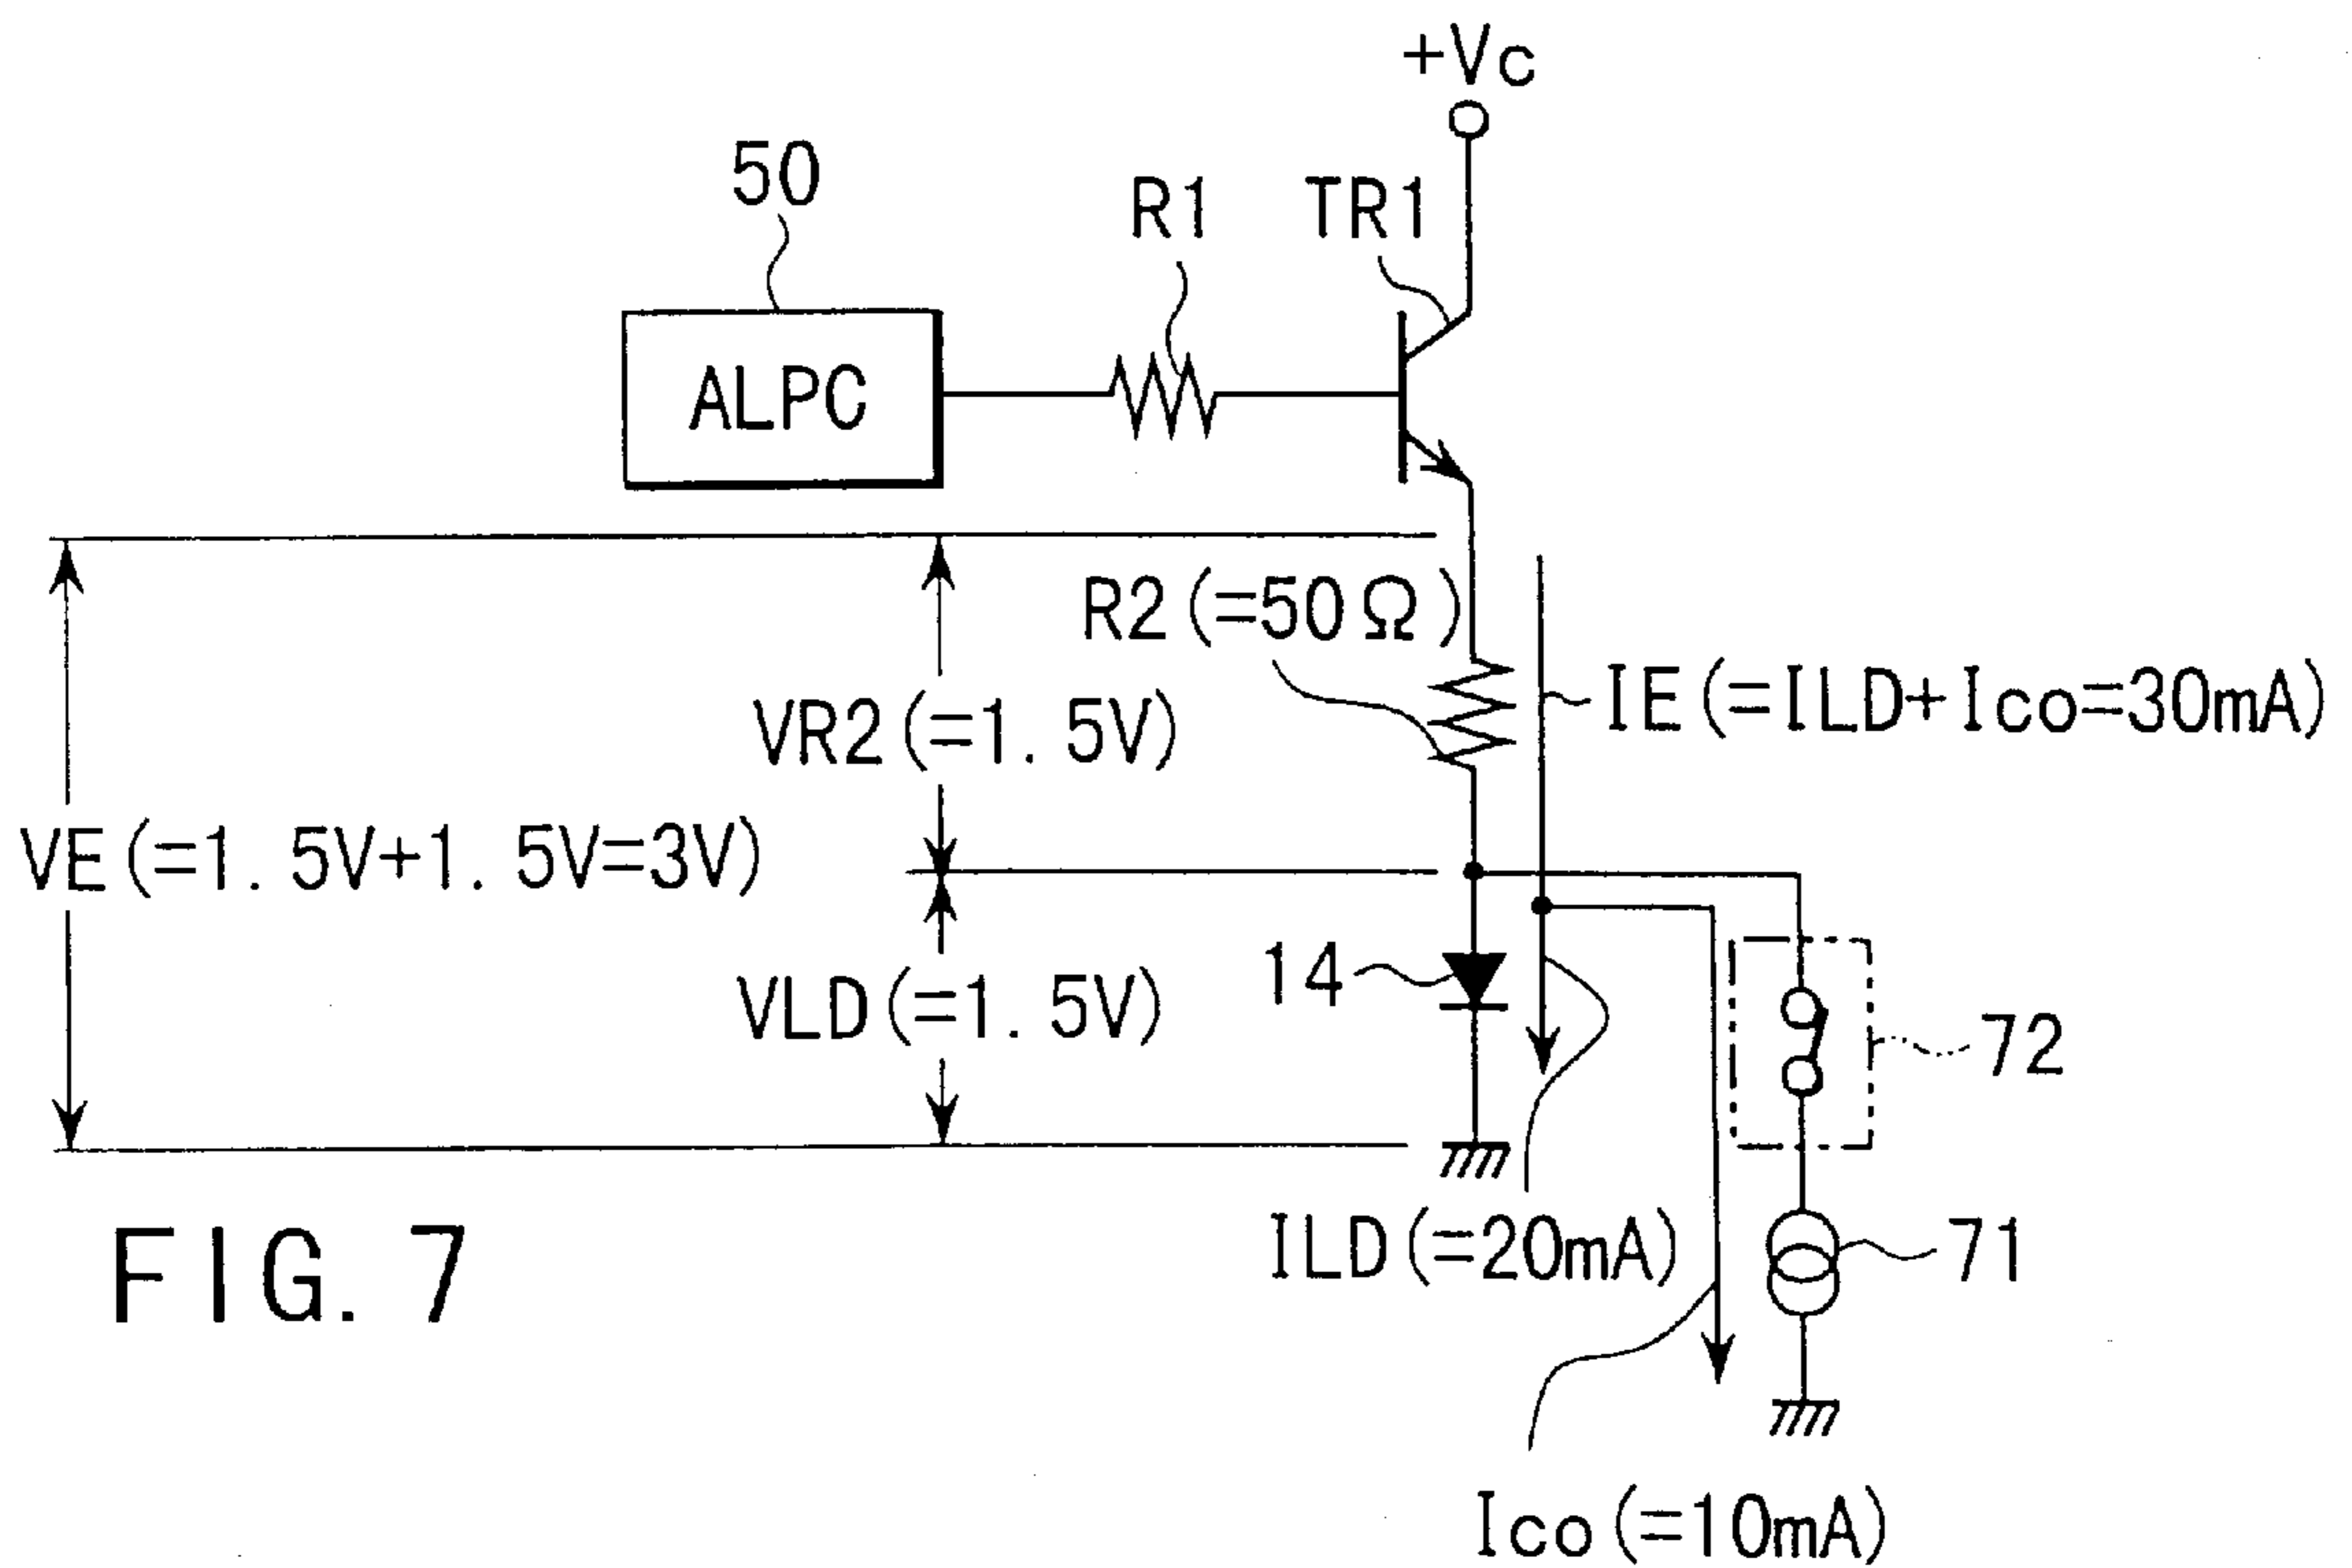 +Vc
50
R1
TR1
ALPC
R2(=50Ω)
IE(=ILD+Ico=30mA)
VR2(=1.5V)
VE(=1.5V+1.5V=3V)
14
VLD(=1.5V)
72
ILD(=20mA)
71
FIG. 7
Ico(=10mA)